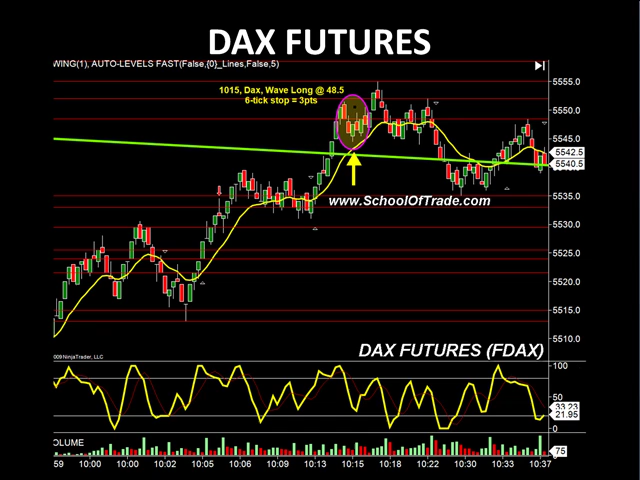 DAX FUTURES
WING(1), AUTO-LEVELS FAST(False,{0}_Lines,False,5)
1015, Dax, Wave Long @ 48.5
6-tick stop = 3pts
5555.0
5550.0
5545.0
5542.5
5540.5
5535.0
5530.0
5525.0
5520.0
5515.0
5510.0
www.SchoolOfTrade.com
DAX FUTURES (FDAX)
009 NinjaTrader, LLC
100
50
33.23
21.95
0
OLUME
75
59 10:00 10:00 10:02 10:05 10:06 10:09 10:13 10:15 10:18 10:22 10:30 10:33 10:37